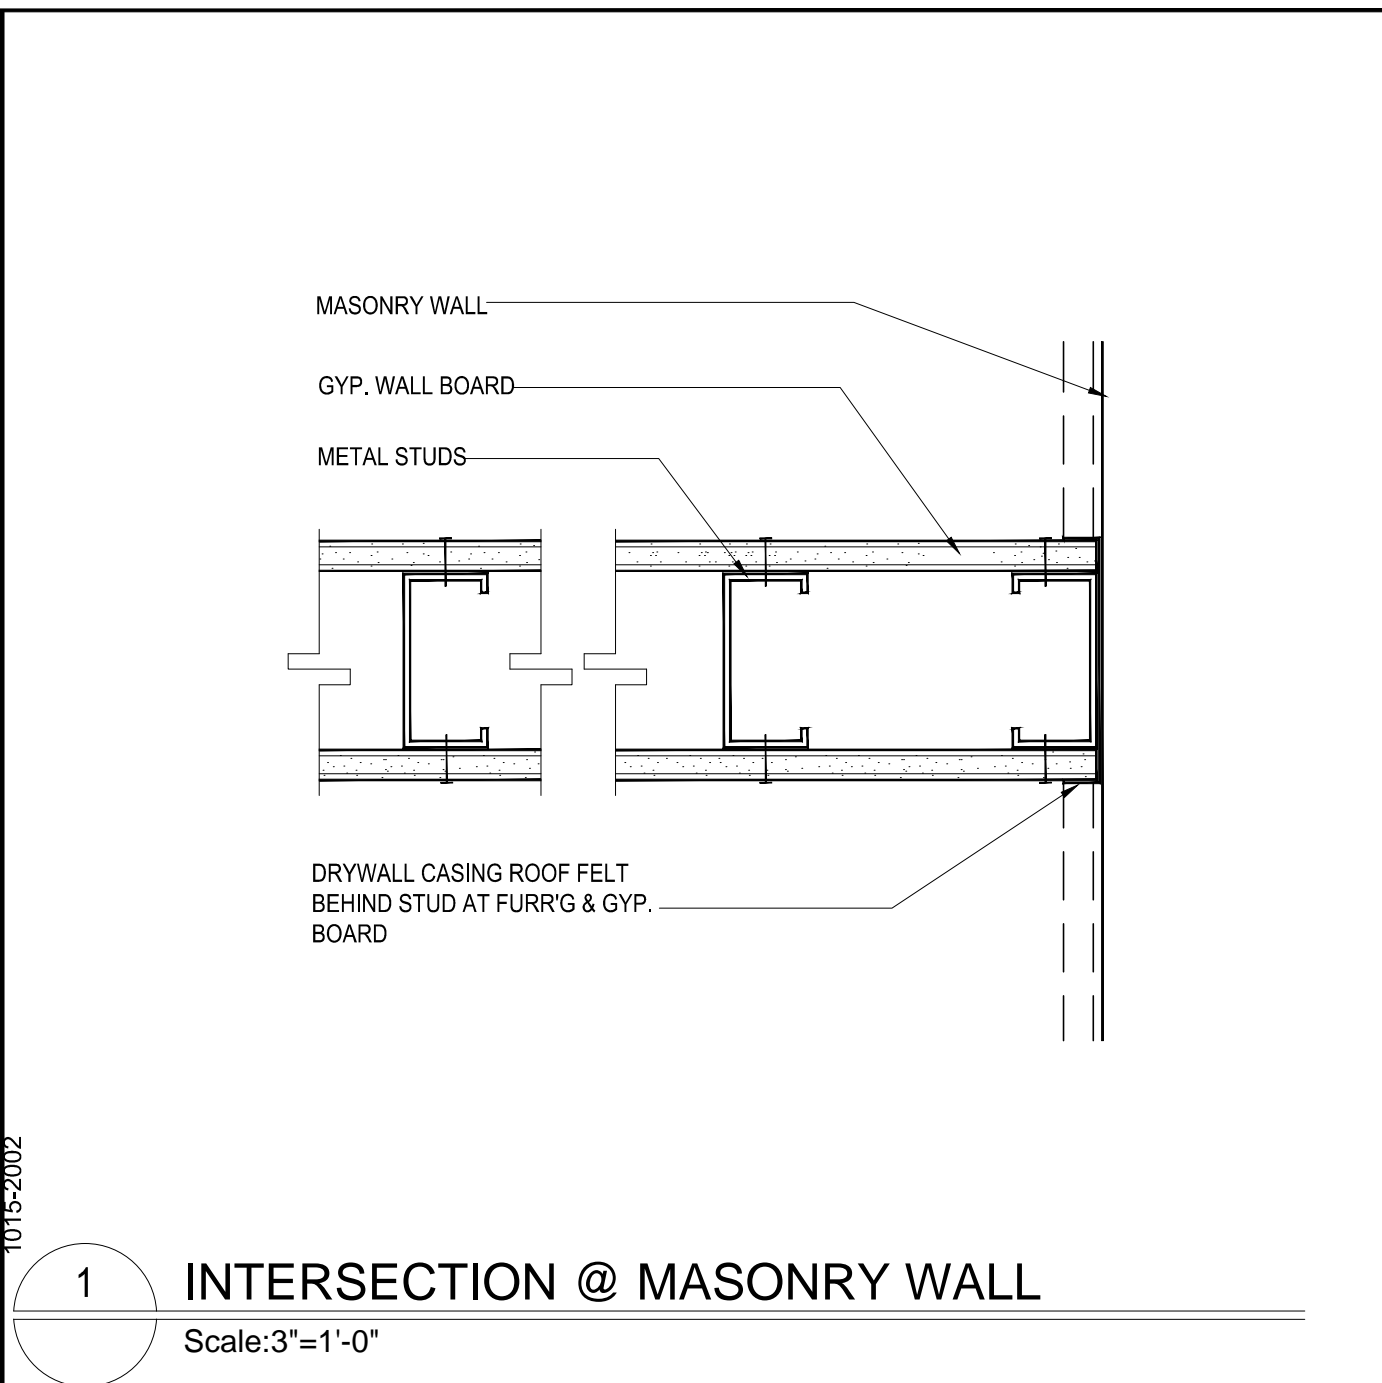 MASONRY WALL
GYP. WALL BOARD
METAL STUDS
DRYWALL CASING ROOF FELT
BEHIND STUD AT FURR'G & GYP.
BOARD
1015-2002
1
INTERSECTION @ MASONRY WALL
Scale:3"=1'-0"